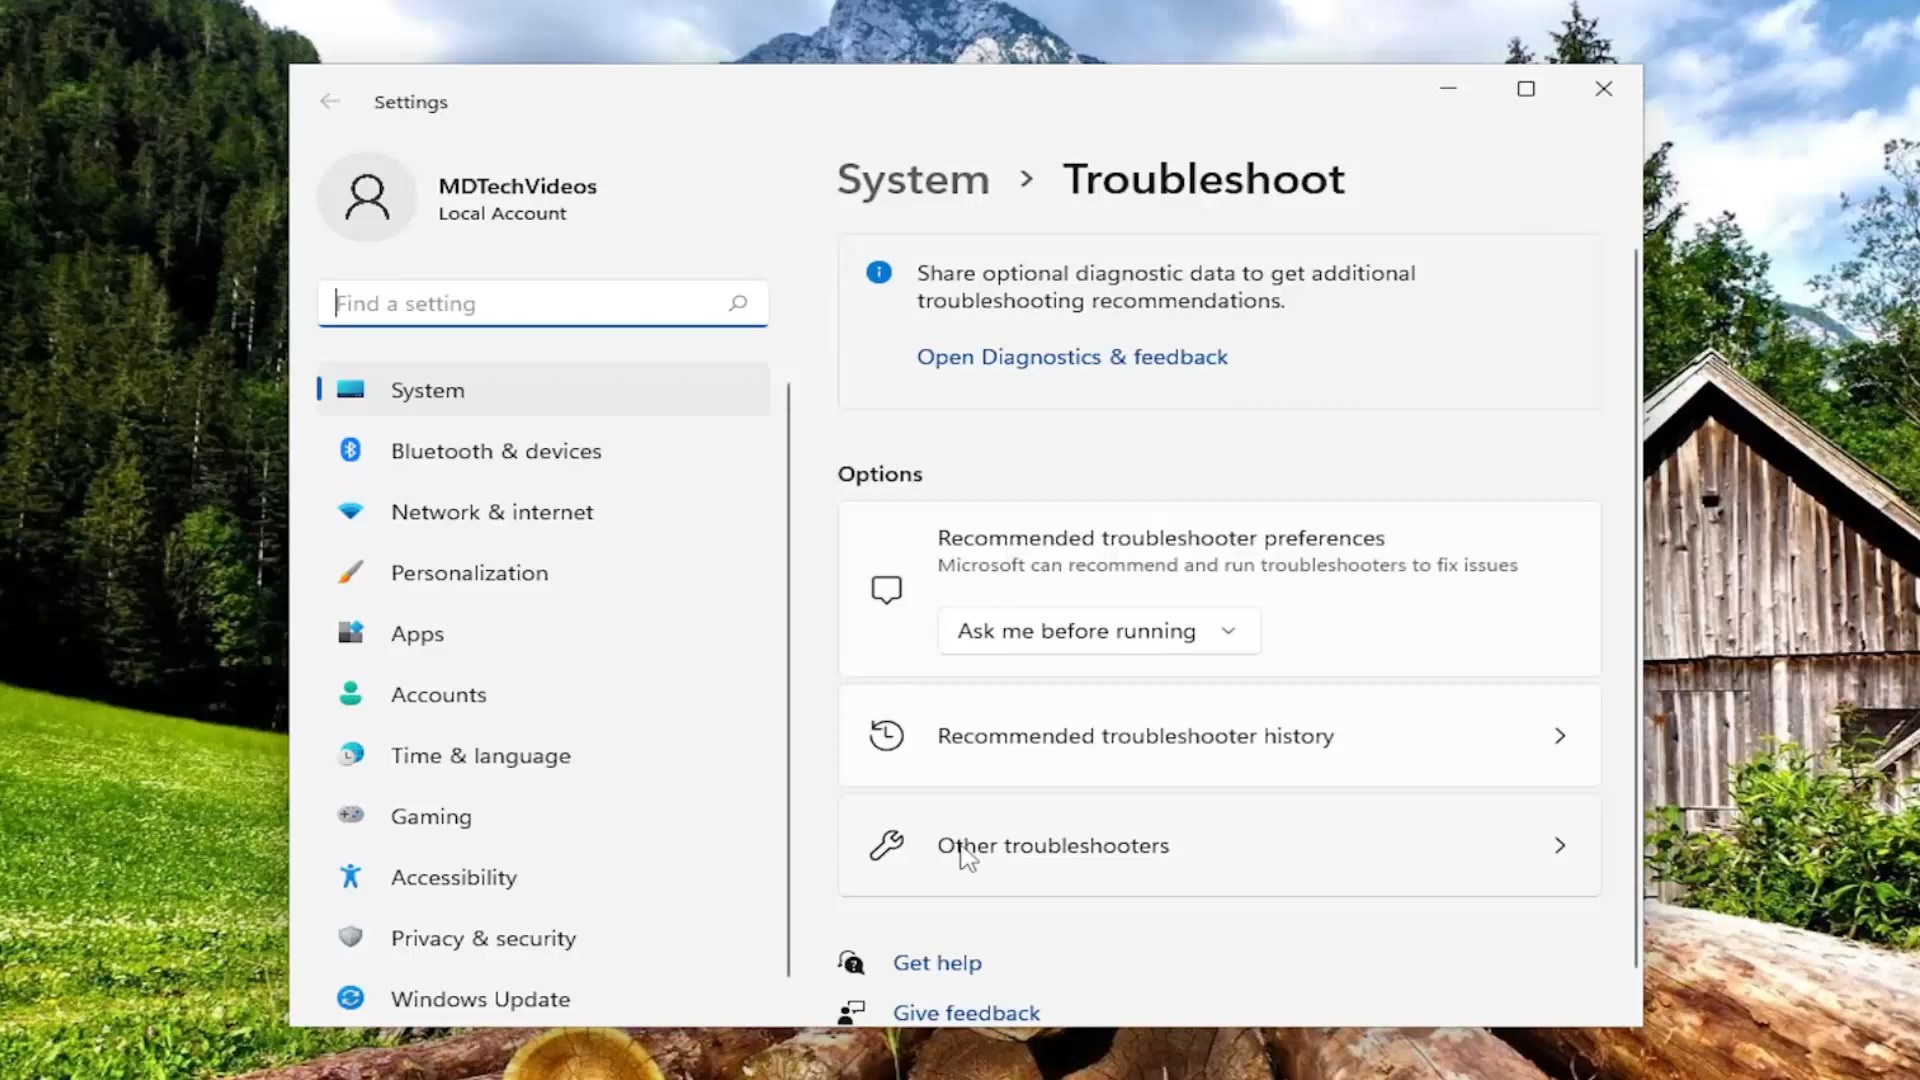 Settings
MDTechVideos
Local Account
Find a setting
System
Bluetooth & devices
Network & internet
Personalization
Apps
Accounts
Time & language
Gaming
Accessibility
Privacy & security
Windows Update
System > Troubleshoot
Share optional diagnostic data to get additional
troubleshooting recommendations.
Open Diagnostics & feedback
Options
Recommended troubleshooter preferences
Microsoft can recommend and run troubleshooters to fix issues
Ask me before running
Recommended troubleshooter history
Other troubleshooters
Get help
Give feedback